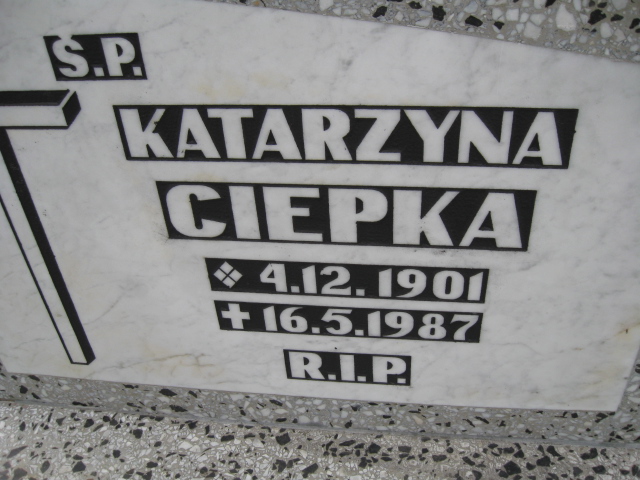 Ś.P.
KATARZYNA
CIEPKA
❖ 4.12.1901
✝ 16.5.1987
R.I.P.